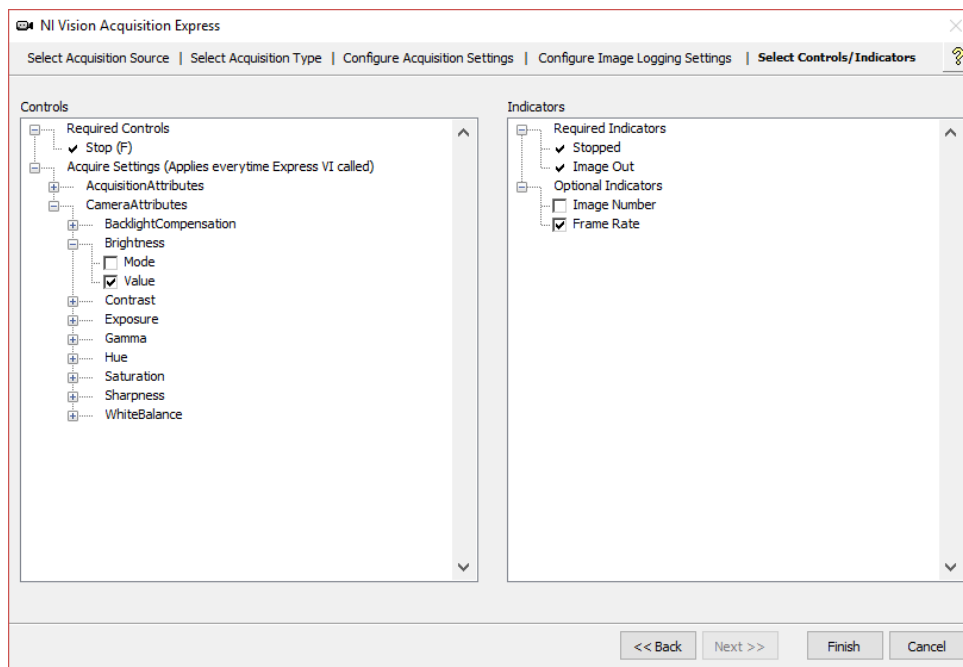 NI Vision Acquisition Express
Select Acquisition Source | Select Acquisition Type | Configure Acquisition Settings | Configure Image Logging Settings | Select Controls/Indicators
Controls
Required Controls
Stop (F)
Acquire Settings (Applies everytime Express VI called)
AcquisitionAttributes
CameraAttributes
BacklightCompensation
Brightness
Mode
Value
Contrast
Exposure
Gamma
Hue
Saturation
Sharpness
WhiteBalance
Indicators
Required Indicators
Stopped
Image Out
Optional Indicators
Image Number
Frame Rate
<< Back Next >> Finish Cancel